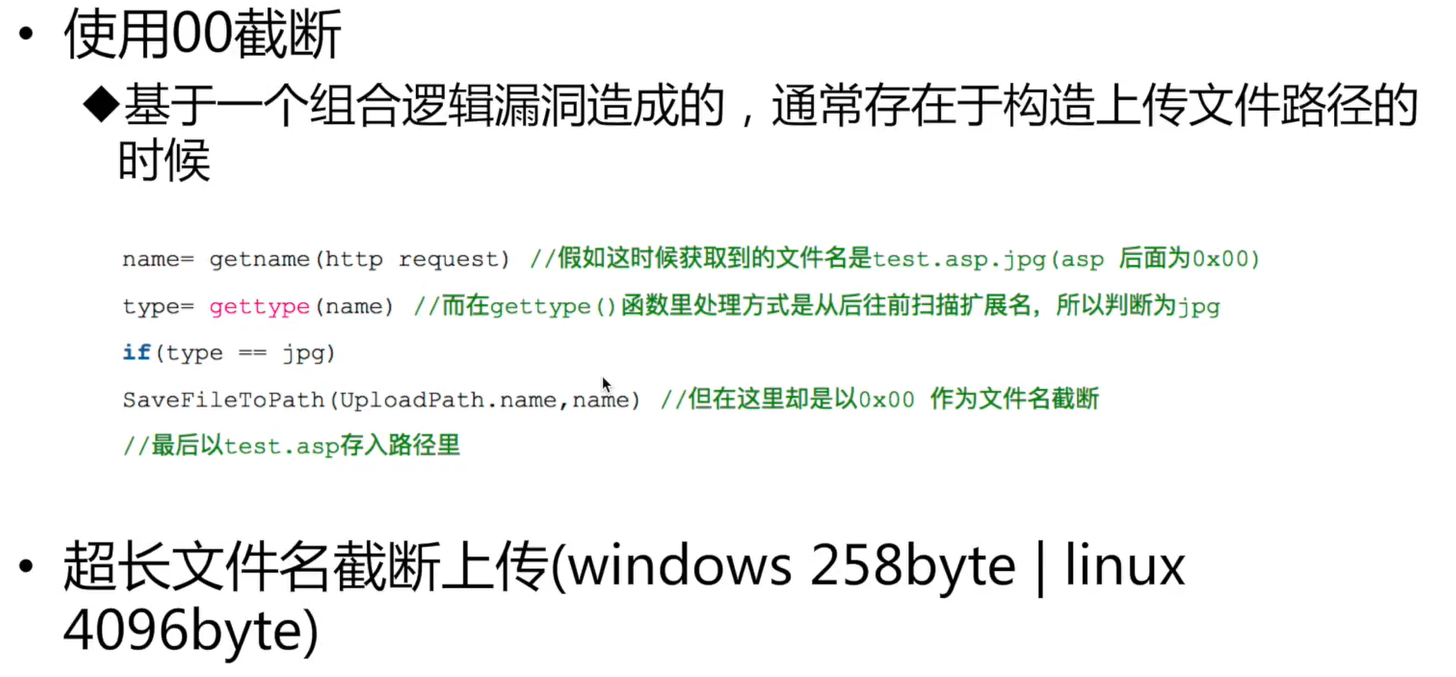 • 使用00截断
◆基于一个组合逻辑漏洞造成的，通常存在于构造上传文件路径的
时候
name= getname(http request) //假如这时候获取到的文件名是test.asp.jpg(asp 后面为0x00)
type= gettype(name) //而在gettype()函数里处理方式是从后往前扫描扩展名，所以判断为jpg
if(type == jpg)
SaveFileToPath(UploadPath.name,name) //但在这里却是以0x00 作为文件名截断
//最后以test.asp存入路径里
• 超长文件名截断上传(windows 258byte | linux
4096byte)